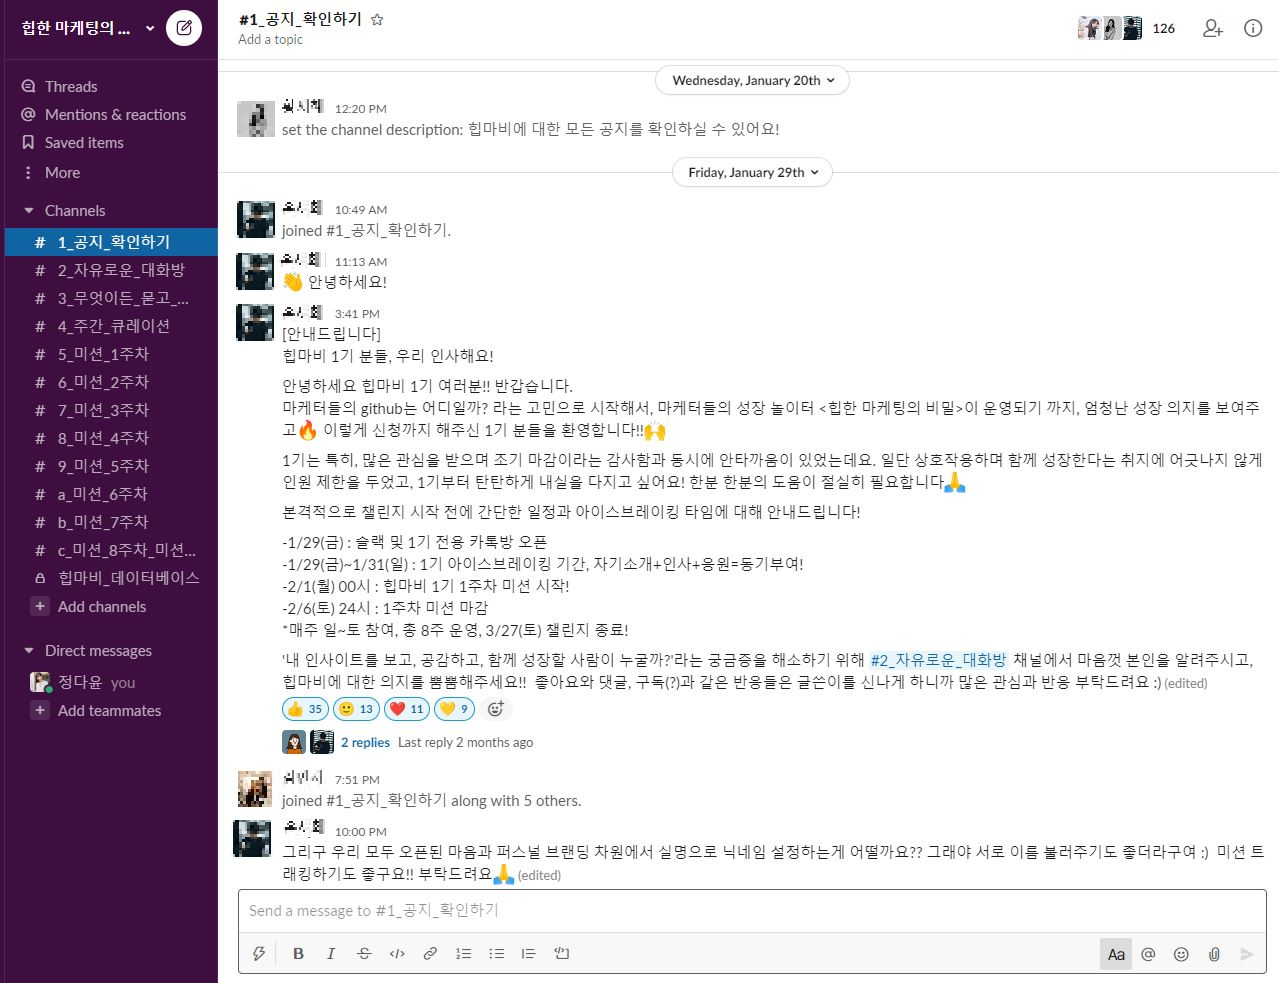 힙한 마케팅의 ...
Threads
Mentions & reactions
Saved items
More
Channels
# 1_공지_확인하기
# 2_자유로운_대화방
# 3_무엇이든_묻고_...
# 4_주간_큐레이션
# 5_미션_1주차
# 6_미션_2주차
# 7_미션_3주차
# 8_미션_4주차
# 9_미션_5주차
# a_미션_6주차
# b_미션_7주차
# c_미션_8주차_미션...
힙마비_데이터베이스
+ Add channels
Direct messages
정다윤 you
+ Add teammates
#1_공지_확인하기
Add a topic
126
Wednesday, January 20th
12:20 PM
set the channel description: 힙마비에 대한 모든 공지를 확인하실 수 있어요!
Friday, January 29th
10:49 AM
joined #1_공지_확인하기.
11:13 AM
👋 안녕하세요!
3:41 PM
[안내드립니다]
힙마비 1기 분들, 우리 인사해요!
안녕하세요 힙마비 1기 여러분!! 반갑습니다.
마케터들의 github는 어디일까? 라는 고민으로 시작해서, 마케터들의 성장 놀이터 <힙한 마케팅의 비밀>이 운영되기 까지, 엄청난 성장 의지를 보여주
고🔥 이렇게 신청까지 해주신 1기 분들을 환영합니다!!🙌
1기는 특히, 많은 관심을 받으며 조기 마감이라는 감사함과 동시에 안타까움이 있었는데요. 일단 상호작용하며 함께 성장한다는 취지에 어긋나지 않게
인원 제한을 두었고, 1기부터 탄탄하게 내실을 다지고 싶어요! 한분 한분의 도움이 절실히 필요합니다🙏
본격적으로 챌린지 시작 전에 간단한 일정과 아이스브레이킹 타임에 대해 안내드립니다!
-1/29(금) : 슬랙 및 1기 전용 카톡방 오픈
-1/29(금)~1/31(일) : 1기 아이스브레이킹 기간, 자기소개+인사+응원=동기부여!
-2/1(월) 00시 : 힙마비 1기 1주차 미션 시작!
-2/6(토) 24시 : 1주차 미션 마감
*매주 일~토 참여, 총 8주 운영, 3/27(토) 챌린지 종료!
'내 인사이트를 보고, 공감하고, 함께 성장할 사람이 누굴까?'라는 궁금증을 해소하기 위해 #2_자유로운_대화방 채널에서 마음껏 본인을 알려주시고,
힙마비에 대한 의지를 뿜뿜해주세요!!  좋아요와 댓글, 구독(?)과 같은 반응들은 글쓴이를 신나게 하니까 많은 관심과 반응 부탁드려요 :) (edited)
👍 35 🙂 13 ❤️ 11 💛 9
2 replies Last reply 2 months ago
7:51 PM
joined #1_공지_확인하기 along with 5 others.
10:00 PM
그리구 우리 모두 오픈된 마음과 퍼스널 브랜딩 차원에서 실명으로 닉네임 설정하는게 어떨까요?? 그래야 서로 이름 불러주기도 좋더라구여 :)  미션 트
래킹하기도 좋구요!! 부탁드려요🙏 (edited)
Send a message to #1_공지_확인하기
B I S </> Aa @